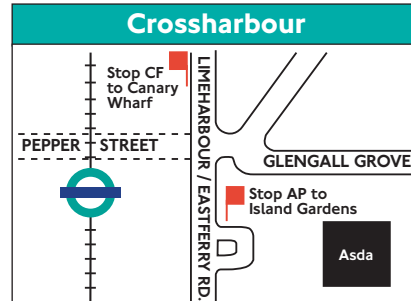 Crossharbour
Stop CF
to Canary
Wharf
LIMEHARBOUR / EASTFERRY RD.
PEPPER STREET
GLENGALL GROVE
Stop AP to
Island Gardens
Asda